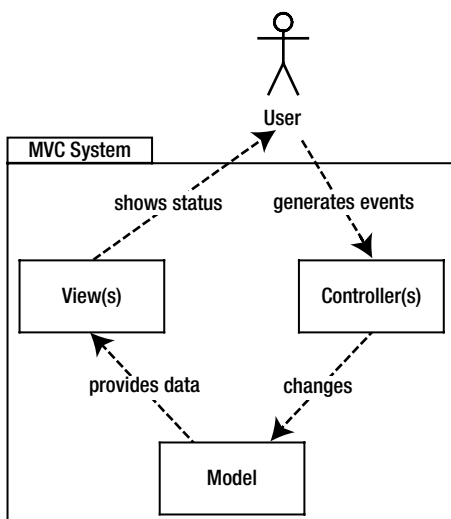 User
MVC System
shows status
generates events
View(s)
Controller(s)
provides data
changes
Model